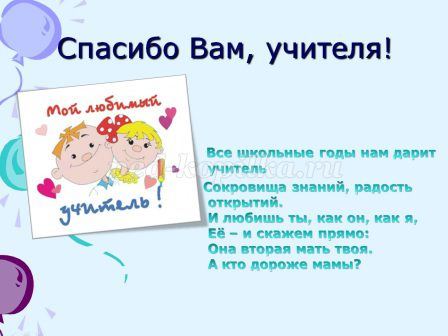 Спасибо Вам, учителя!
Мой любимый
учитель!
Все школьные годы нам дарит
учитель
Сокровища знаний, радость
открытий.
И любишь ты, как он, как я,
Её – и скажем прямо:
Она вторая мать твоя.
А кто дороже мамы?